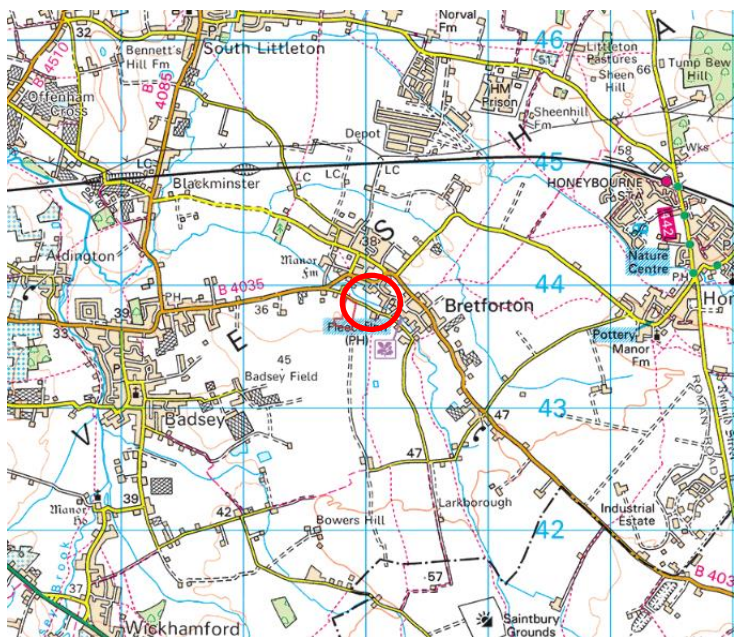 32
Bennett's
Hill Fm
South Littleton
Norval
Fm
46
A
B 4510
B
4085
Offenham
Cross
HM
Prison
51
Littleton
Pastures
Sheen
Hill
66
Tump Bew
Hill
Sheenhill
Fm
H
Depot
58
Wks
45
LC
LC
LC
LC
Blackminster
HONEYBOURNE
STA
442
S
38
Manor
Fm
Nature
Centre
P
PH
Aldington
44
B 4035
Bretforton
Hon
PH
39
36
33
Fleece Inn
(PH)
Pottery
Manor
Fm
E
45
Badsey Field
P
43
Badsey
47
V
47
ROMAN ROAD
39
Manor
Ho
42
Bowers Hill
Larkborough
42
Industrial
Estate
57
37
Brook
B 403
Saintbury
Grounds
Wickhamford